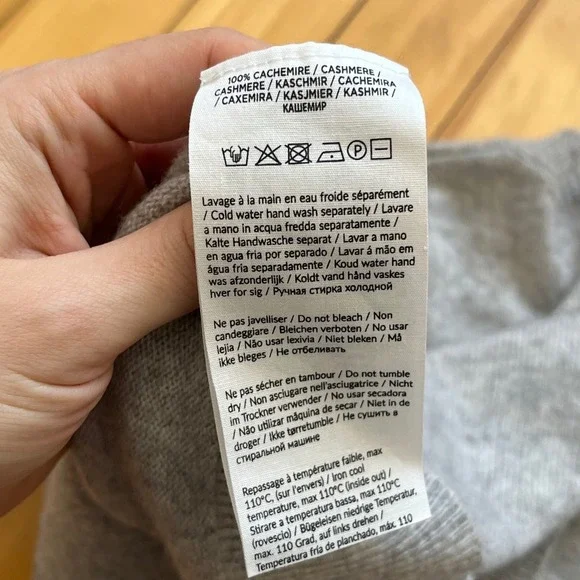 100% CACHEMIRE / CASHMERE /
CASHMERE / KASCHMIR / CACHEMIRA
/ CAXEMIRA / KASJMIER / KASHMIR /
КАШЕМИР
P
Lavage à la main en eau froide séparément
/ Cold water hand wash separately / Lavare
a mano in acqua fredda separatamente /
Kalte Handwasche separat / Lavar a mano
en agua fria por separado / Lavar á mão em
água fria separadamente / Koud water hand
was afzonderlijk / Koldt vand hånd vaskes
hver for sig / Ручная стирка холодной
Ne pas javelliser / Do not bleach / Non
candeggiare / Bleichen verboten / No usar
lejia / Não usar lexivia / Niet bleken / Må
ikke bleges / Не отбеливать
Ne pas sécher en tambour / Do not tumble
dry / Non asciugare nell'asciugatrice / Nicht
im Trockner verwender / No usar secadora
/ Não utilizar máquina de secar / Niet in de
droger / Ikke tørretumble / Не сушить в
стиральной машине
Repassage à température faible, max
110°C, (sur l'envers) / Iron cool
temperature, max 110°C (inside out) /
Stirare a temperatura bassa, max 110°C
(rovescio) / Bügeleisen niedrige Temperatur,
max. 110 Grad, auf links drehen /
Temperatura fria de planchado, máx. 110